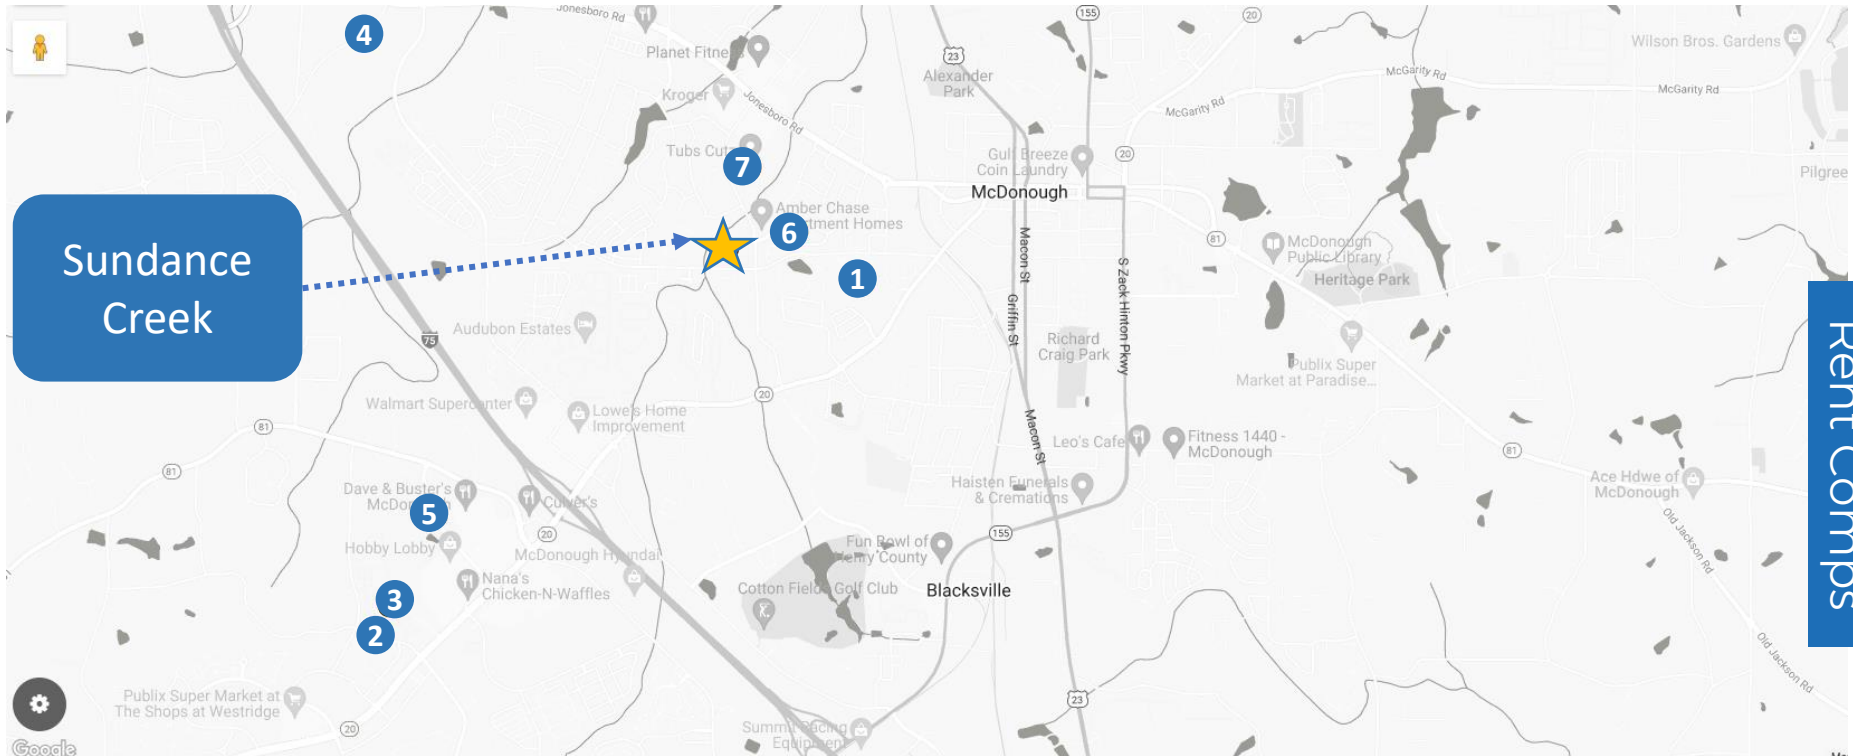 Jonesboro Rd
155
20
4
Planet Fitne
23
Wilson Bros. Gardens
Alexander
Park
McGarity Rd
McGarity Rd
Kroger
Jonesboro Rd
McGarity Rd
Tubs Cutz
7
Gulf Breeze
Coin Laundry
20
Pilgree
McDonough
Amber Chase
rtment Homes
6
81
McDonough
Public Library
Heritage Park
Sundance
Creek
1
Macon St
S Zack Hinton Pkwy
Griffin St
Audubon Estates
75
Richard
Craig Park
Publix Super
Market at Paradise...
Rent Comps
20
Walmart Supercenter
Lowe's Home
Improvement
81
Macon St
Leo's Cafe
Fitness 1440 -
McDonough
81
81
Ace Hdwe of
McDonough
Dave & Buster's
McDon
5
Culver's
Haisten Funerals
& Cremations
Old Jackson Rd
20
155
Hobby Lobby
McDonough Hyundai
Fun Bowl of
Henry County
Nana's
Chicken-N-Waffles
Cotton Fields Golf Club
Blacksville
3
2
Old Jackson Rd
Publix Super Market at
The Shops at Westridge
23
20
Summit Racing
Equipment
Google